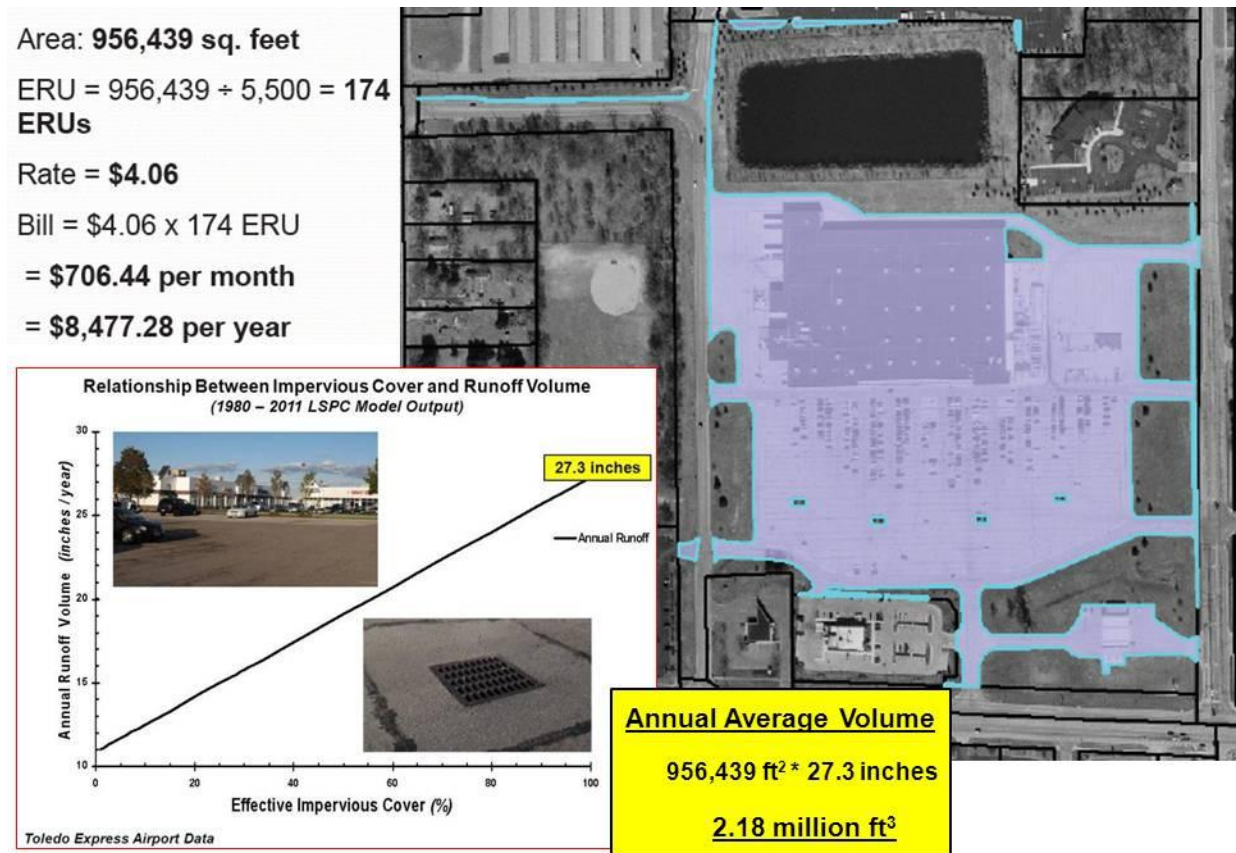 Area: 956,439 sq. feet
ERU = 956,439 ÷ 5,500 = 174
ERUs
Rate = $4.06
Bill = $4.06 x 174 ERU
= $706.44 per month
= $8,477.28 per year
Relationship Between Impervious Cover and Runoff Volume
(1980 – 2011 LSPC Model Output)
Annual Runoff Volume (inches / year)
30
25
20
15
10
27.3 inches
Annual Runoff
0
20
40
60
80
100
Effective Impervious Cover (%)
Toledo Express Airport Data
Annual Average Volume
956,439 ft² * 27.3 inches
2.18 million ft³